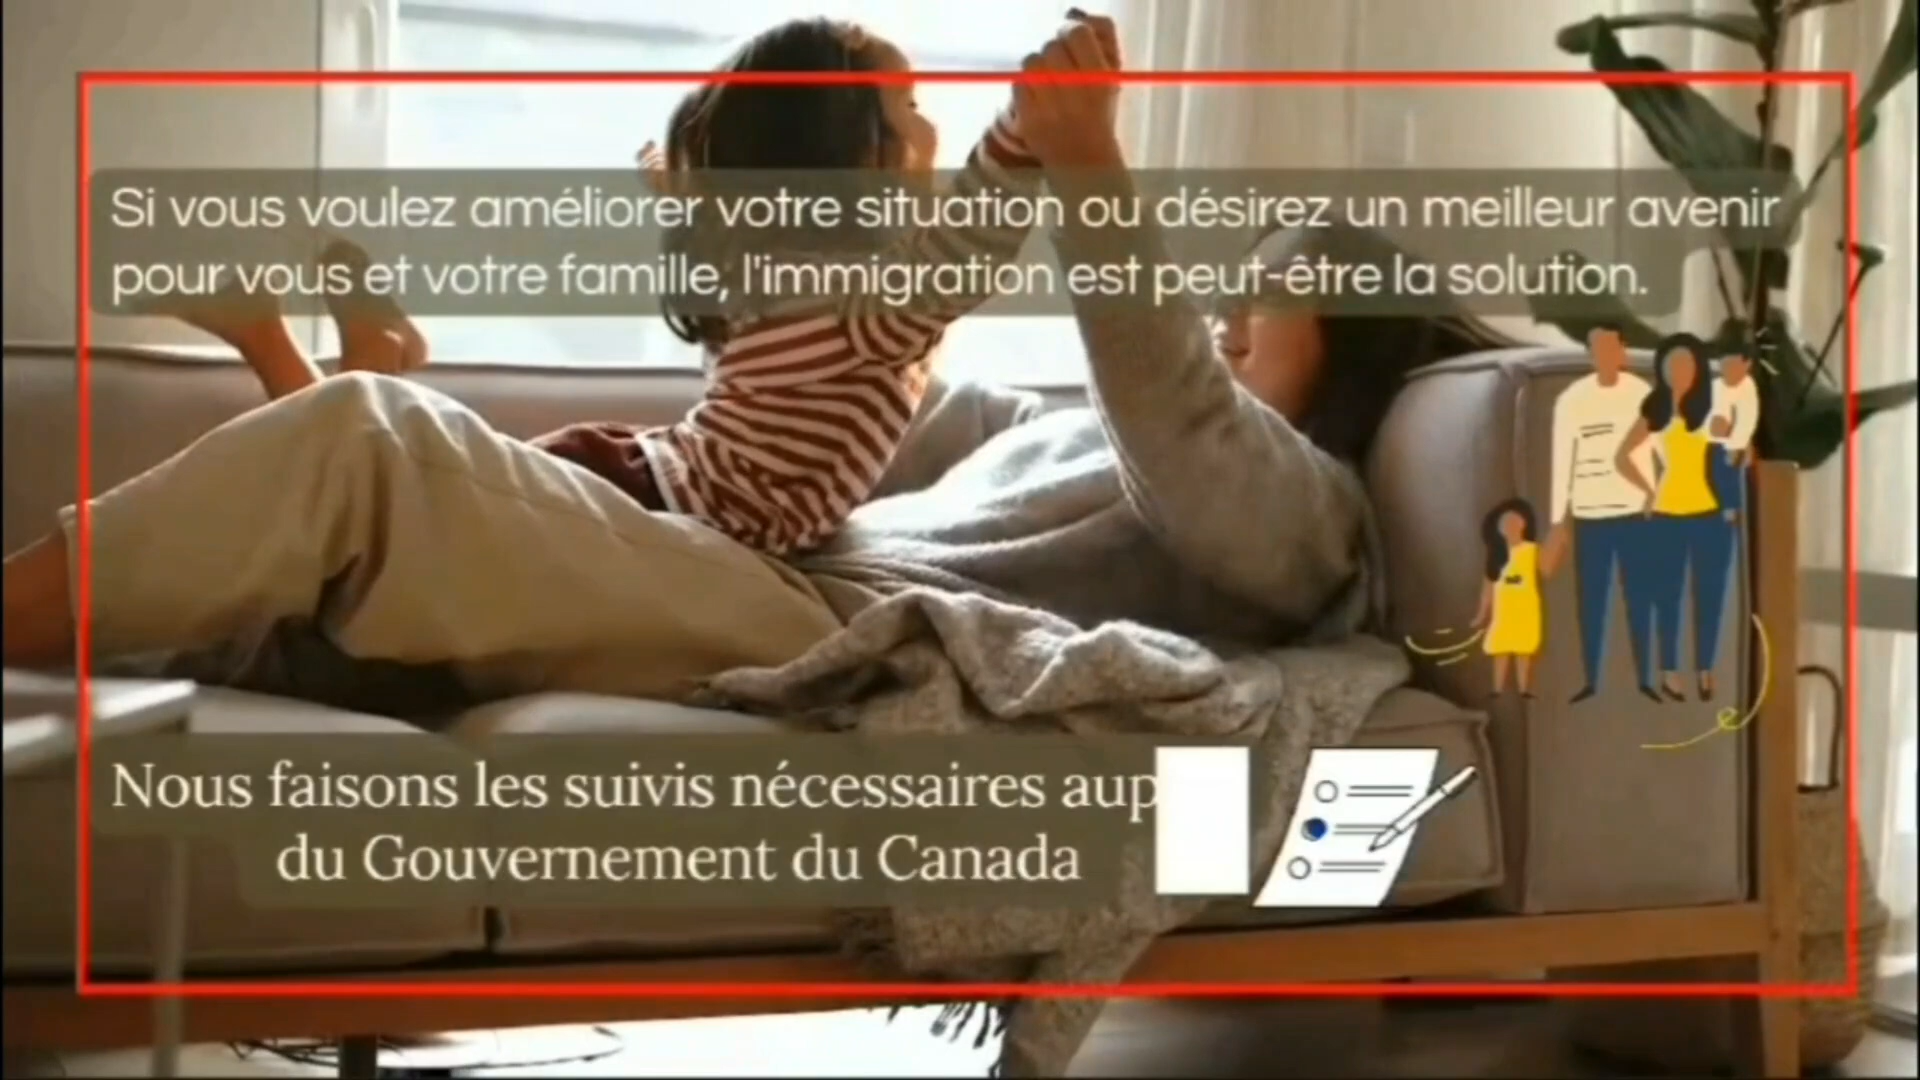 Si vous voulez améliorer votre situation ou désirez un meilleur avenir
pour vous et votre famille, l'immigration est peut-être la solution.
Nous faisons les suivis nécessaires aup
du Gouvernement du Canada